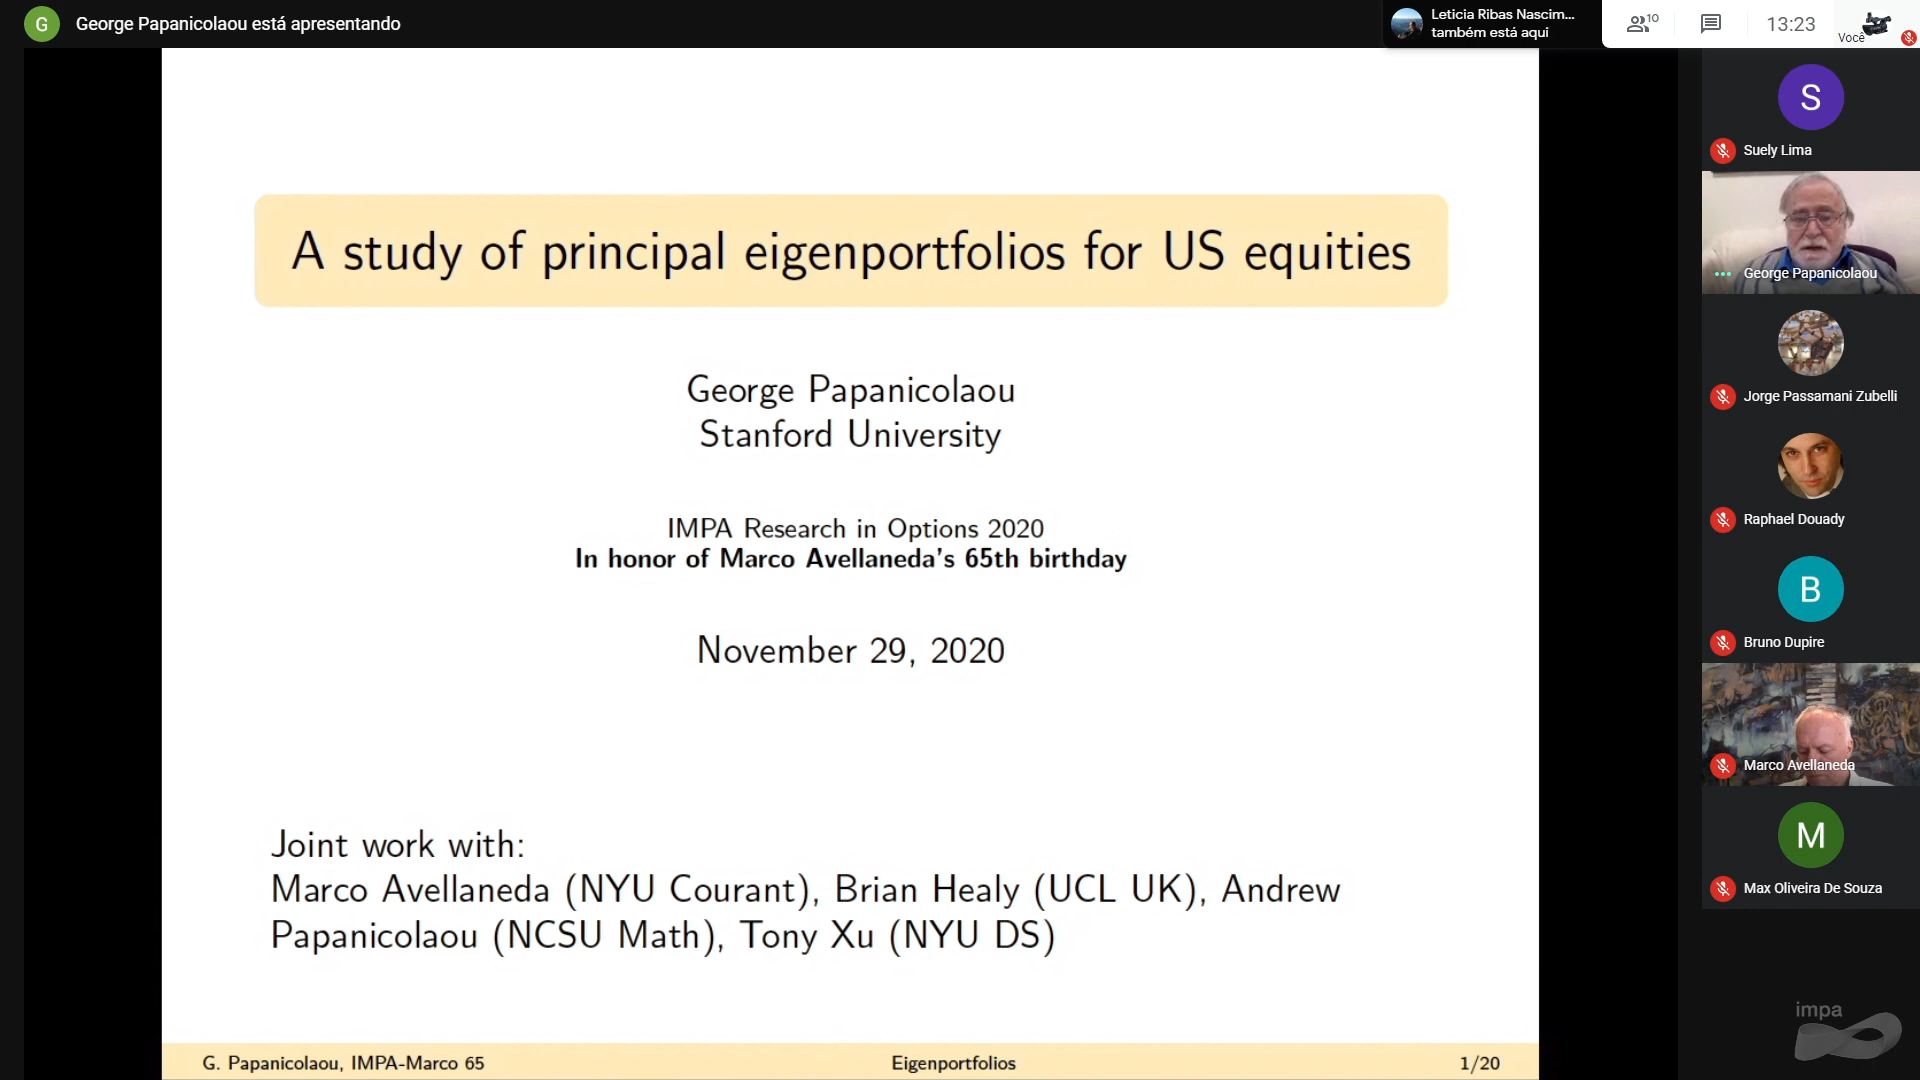 G
George Papanicolaou está apresentando
Leticia Ribas Nascim...
também está aqui
10
13:23
Você
A study of principal eigenportfolios for US equities
George Papanicolaou
Stanford University
IMPA Research in Options 2020
In honor of Marco Avellaneda's 65th birthday
November 29, 2020
Joint work with:
Marco Avellaneda (NYU Courant), Brian Healy (UCL UK), Andrew
Papanicolaou (NCSU Math), Tony Xu (NYU DS)
G. Papanicolaou, IMPA-Marco 65
Eigenportfolios
1/20
S
Suely Lima
George Papanicolaou
Jorge Passamani Zubelli
Raphael Douady
B
Bruno Dupire
Marco Avellaneda
M
Max Oliveira De Souza
impa